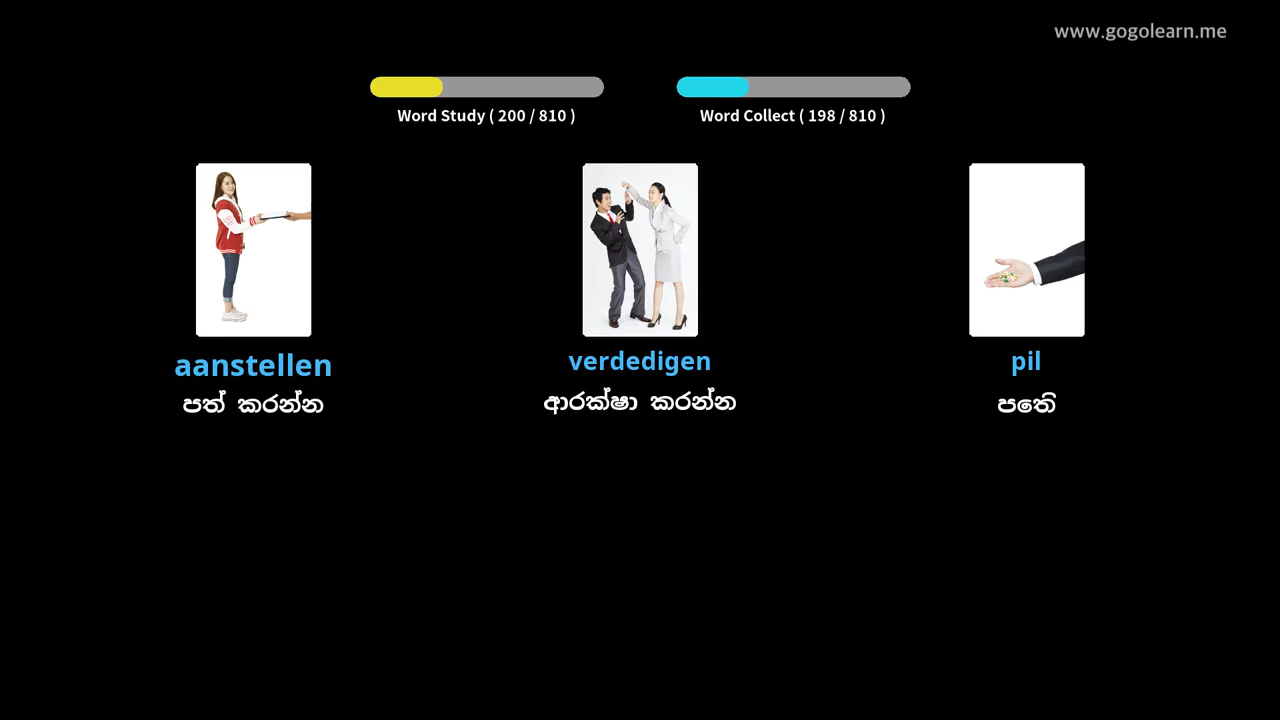 www.gogolearn.me
Word Study ( 200 / 810 )
Word Collect ( 198 / 810 )
aanstellen
verdedigen
pil
පත් කරන්න
ආරක්ෂා කරන්න
පෙති